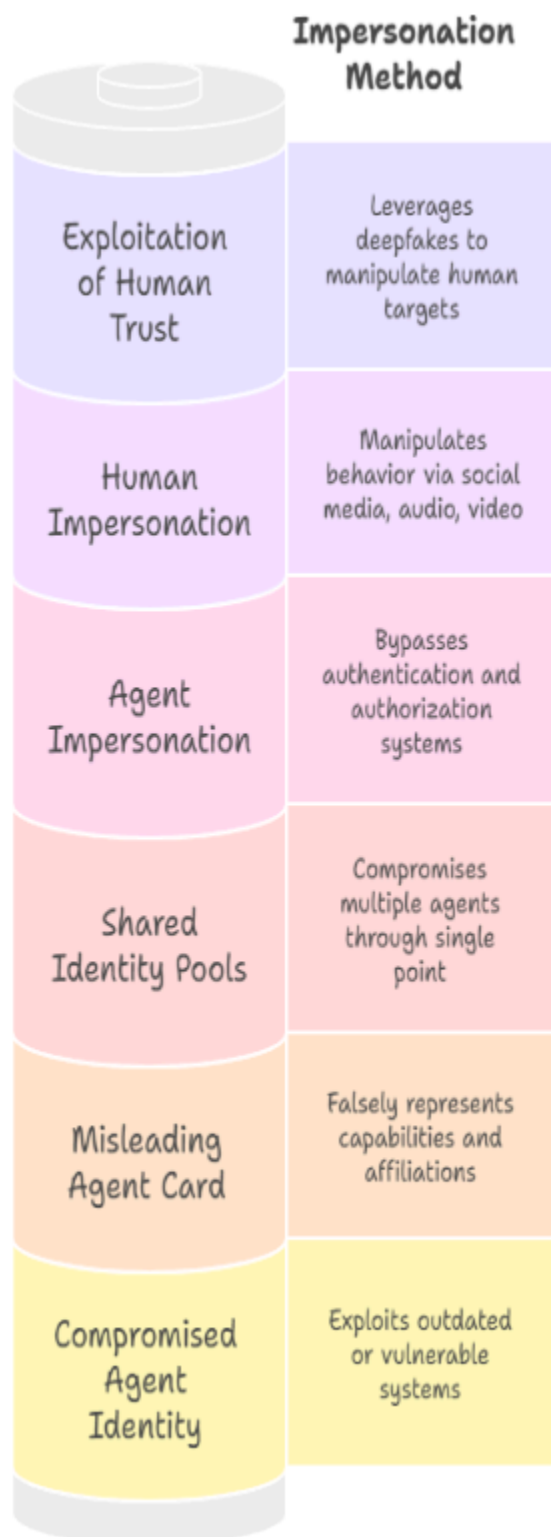 Impersonation
Method
Exploitation
of Human
Trust
Leverages
deepfakes to
manipulate human
targets
Human
Impersonation
Manipulates
behavior via social
media, audio, video
Agent
Impersonation
Bypasses
authentication and
authorization
systems
Shared
Identity Pools
Compromises
multiple agents
through single
point
Misleading
Agent Card
Falsely represents
capabilities and
affiliations
Compromised
Agent
Identity
Exploits outdated
or vulnerable
systems